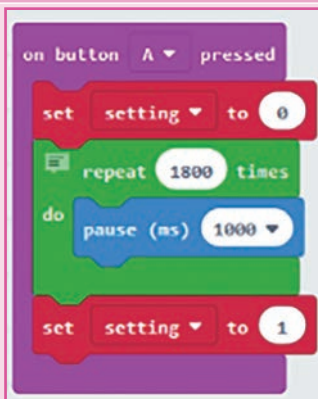 on button A pressed
set setting to 0
repeat 1800 times
do
pause (ms) 1000
set setting to 1